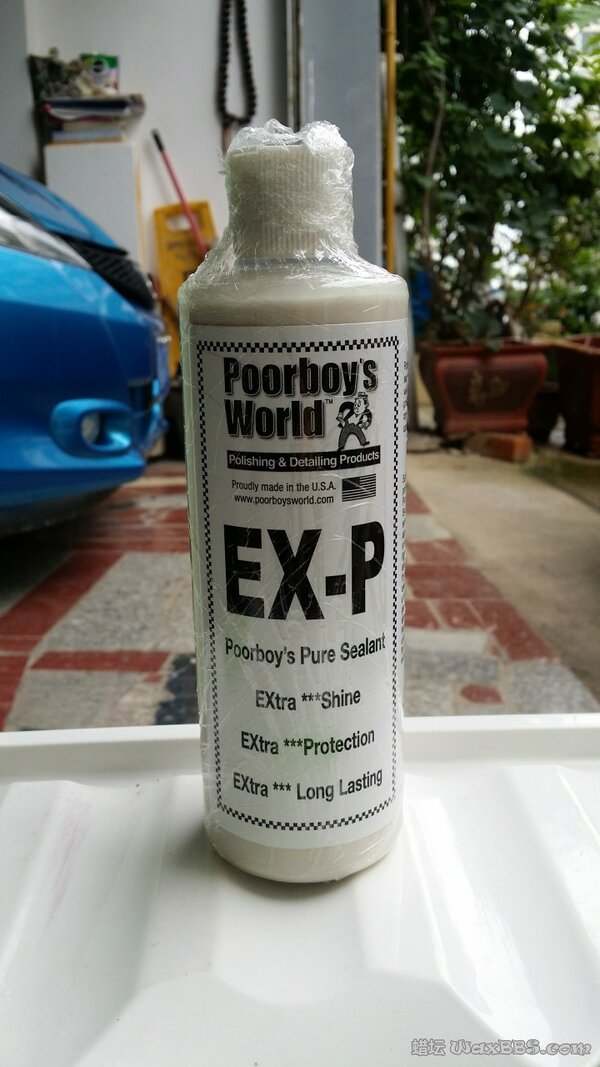 Poorboy's
World™
Polishing & Detailing Products
Proudly made in the U.S.A.
www.poorboysworld.com
EX-P
Poorboy's Pure Sealant
EXtra ***Shine
EXtra ***Protection
EXtra *** Long Lasting
蜡坛 WaxBBS.com